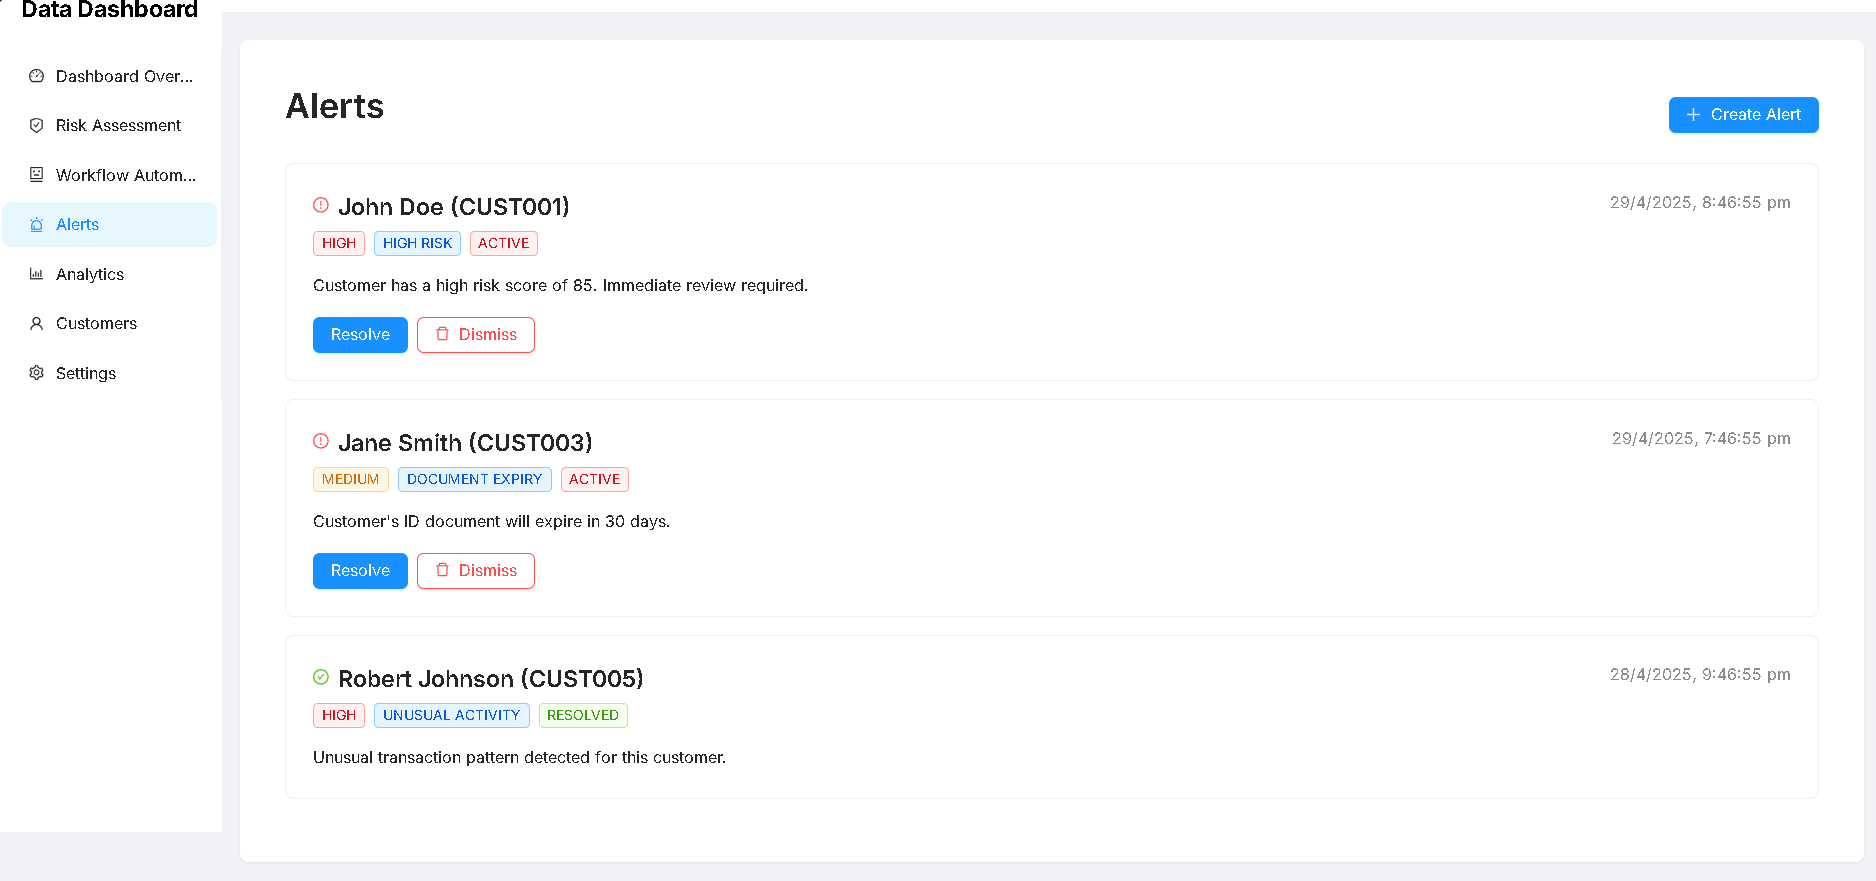 Data Dashboard
Dashboard Over...
Risk Assessment
Workflow Autom...
Alerts
Analytics
Customers
Settings
Alerts
Create Alert
John Doe (CUST001)
29/4/2025, 8:46:55 pm
HIGH HIGH RISK ACTIVE
Customer has a high risk score of 85. Immediate review required.
Resolve Dismiss
Jane Smith (CUST003)
29/4/2025, 7:46:55 pm
MEDIUM DOCUMENT EXPIRY ACTIVE
Customer's ID document will expire in 30 days.
Resolve Dismiss
Robert Johnson (CUST005)
28/4/2025, 9:46:55 pm
HIGH UNUSUAL ACTIVITY RESOLVED
Unusual transaction pattern detected for this customer.